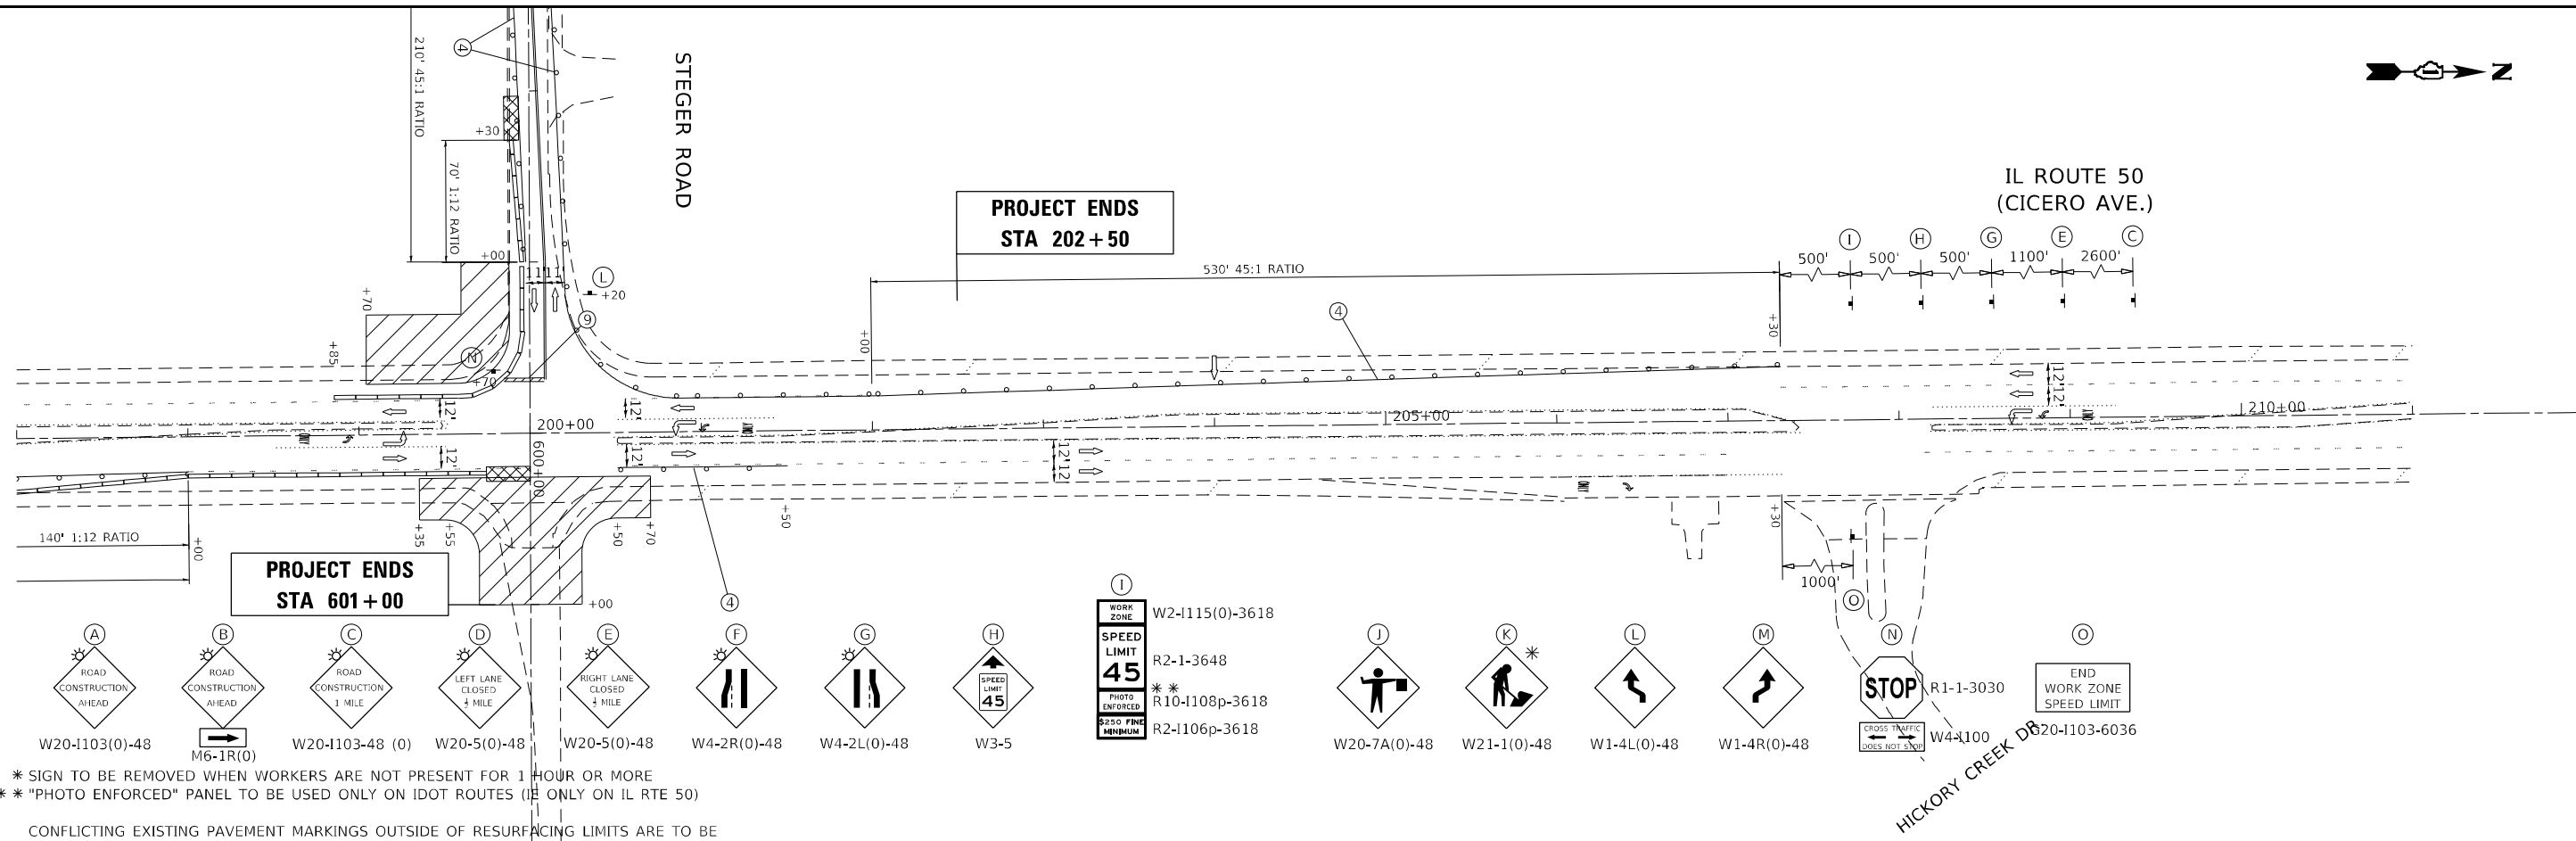 210' 45:1 RATIO
4
STEGER ROAD
N
+30
70' 1:12 RATIO
+00
11'
11'
L
+20
PROJECT ENDS
STA 202+50
530' 45:1 RATIO
IL ROUTE 50
(CICERO AVE.)
I
H
G
E
C
500'
500'
500'
1100'
2600'
+70
+85
N
+70
9
+00
4
+30
12'
12'
12'
12'
200+00
205+00
210+00
600+00
ONLY
ONLY
ONLY
ONLY
12'
12'
12'
12'
140' 1:12 RATIO
+00
+35
+55
+50
+70
+50
+30
1000'
O
PROJECT ENDS
STA 601+00
+00
4
A
ROAD
CONSTRUCTION
AHEAD
W20-I103(0)-48
B
ROAD
CONSTRUCTION
AHEAD
M6-1R(0)
C
ROAD
CONSTRUCTION
1 MILE
W20-I103-48 (0)
D
LEFT LANE
CLOSED
½ MILE
W20-5(0)-48
E
RIGHT LANE
CLOSED
½ MILE
W20-5(0)-48
F
W4-2R(0)-48
G
W4-2L(0)-48
H
SPEED
LIMIT
45
W3-5
I
WORK
ZONE
W2-I115(0)-3618
SPEED
LIMIT
45
R2-1-3648
* *
PHOTO
ENFORCED
R10-I108p-3618
$250 FINE
MINIMUM
R2-I106p-3618
J
W20-7A(0)-48
K
*
W21-1(0)-48
L
W1-4L(0)-48
M
W1-4R(0)-48
N
STOP
R1-1-3030
CROSS TRAFFIC
DOES NOT STOP
W4-I100
O
END
WORK ZONE
SPEED LIMIT
G20-I103-6036
HICKORY CREEK DR.
* SIGN TO BE REMOVED WHEN WORKERS ARE NOT PRESENT FOR 1 HOUR OR MORE
* * "PHOTO ENFORCED" PANEL TO BE USED ONLY ON IDOT ROUTES (IE ONLY ON IL RTE 50)
CONFLICTING EXISTING PAVEMENT MARKINGS OUTSIDE OF RESURFACING LIMITS ARE TO BE